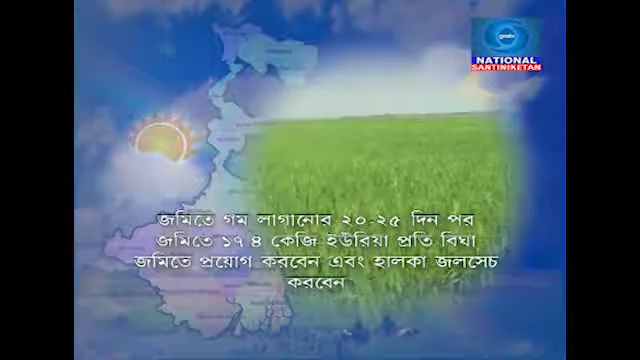 NATIONAL
SANTINIKETAN
জমিতে গম লাগানোর ২০-২৫ দিন পর
জমিতে ১৭ ৪ কেজি ইউরিয়া প্রতি বিঘা
জমিতে প্রয়োগ করবেন এবং হালকা জলসেচ
করবেন